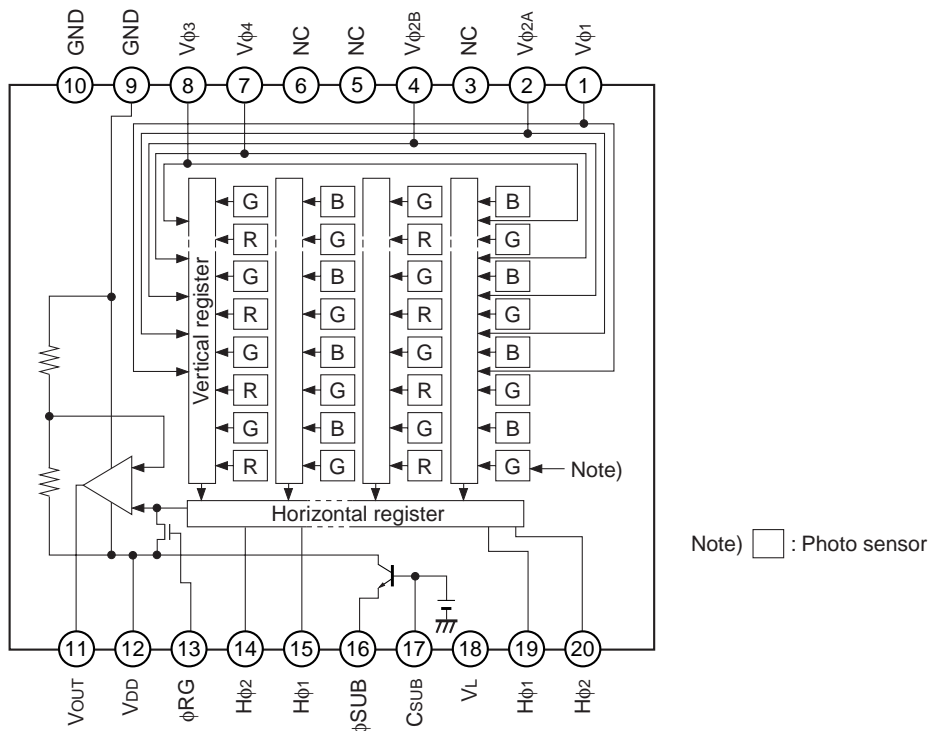 GND GND Vϕ3 Vϕ4 NC NC Vϕ2B NC Vϕ2A Vϕ1
10 9 8 7 6 5 4 3 2 1
G B G B
R G R G
G B G B
R G R G
G B G B
R G R G
G B G B
R G R G
Vertical register
Note)
Horizontal register
Note) : Photo sensor
11 12 13 14 15 16 17 18 19 20
VOUT VDD ϕRG Hϕ2 Hϕ1 ϕSUB CSUB VL Hϕ1 Hϕ2